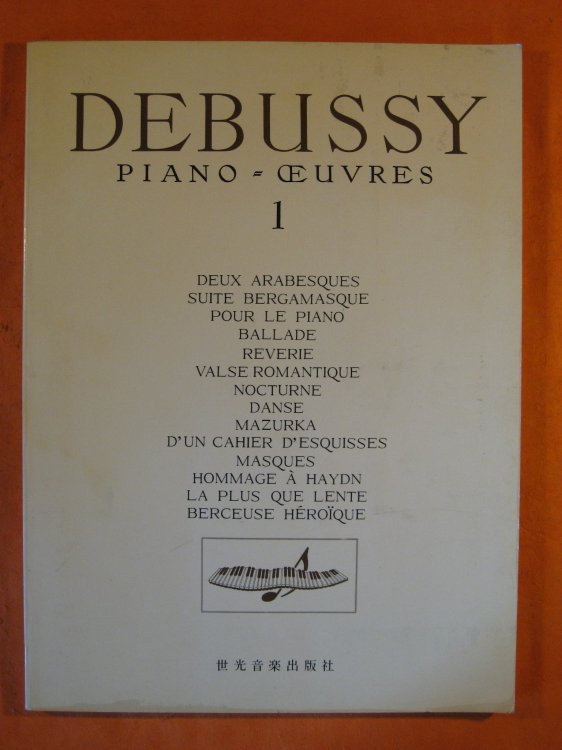 DEBUSSY
PIANO = ŒUVRES
1
DEUX ARABESQUES
SUITE BERGAMASQUE
POUR LE PIANO
BALLADE
REVERIE
VALSE ROMANTIQUE
NOCTURNE
DANSE
MAZURKA
D'UN CAHIER D'ESQUISSES
MASQUES
HOMMAGE À HAYDN
LA PLUS QUE LENTE
BERCEUSE HÉROÏQUE
世光音楽出版社